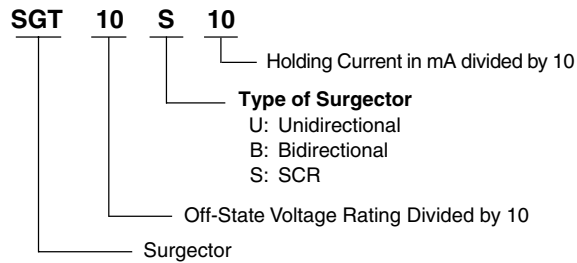 SGT 10 S 10
Holding Current in mA divided by 10
Type of Surgector
U: Unidirectional
B: Bidirectional
S: SCR
Off-State Voltage Rating Divided by 10
Surgector